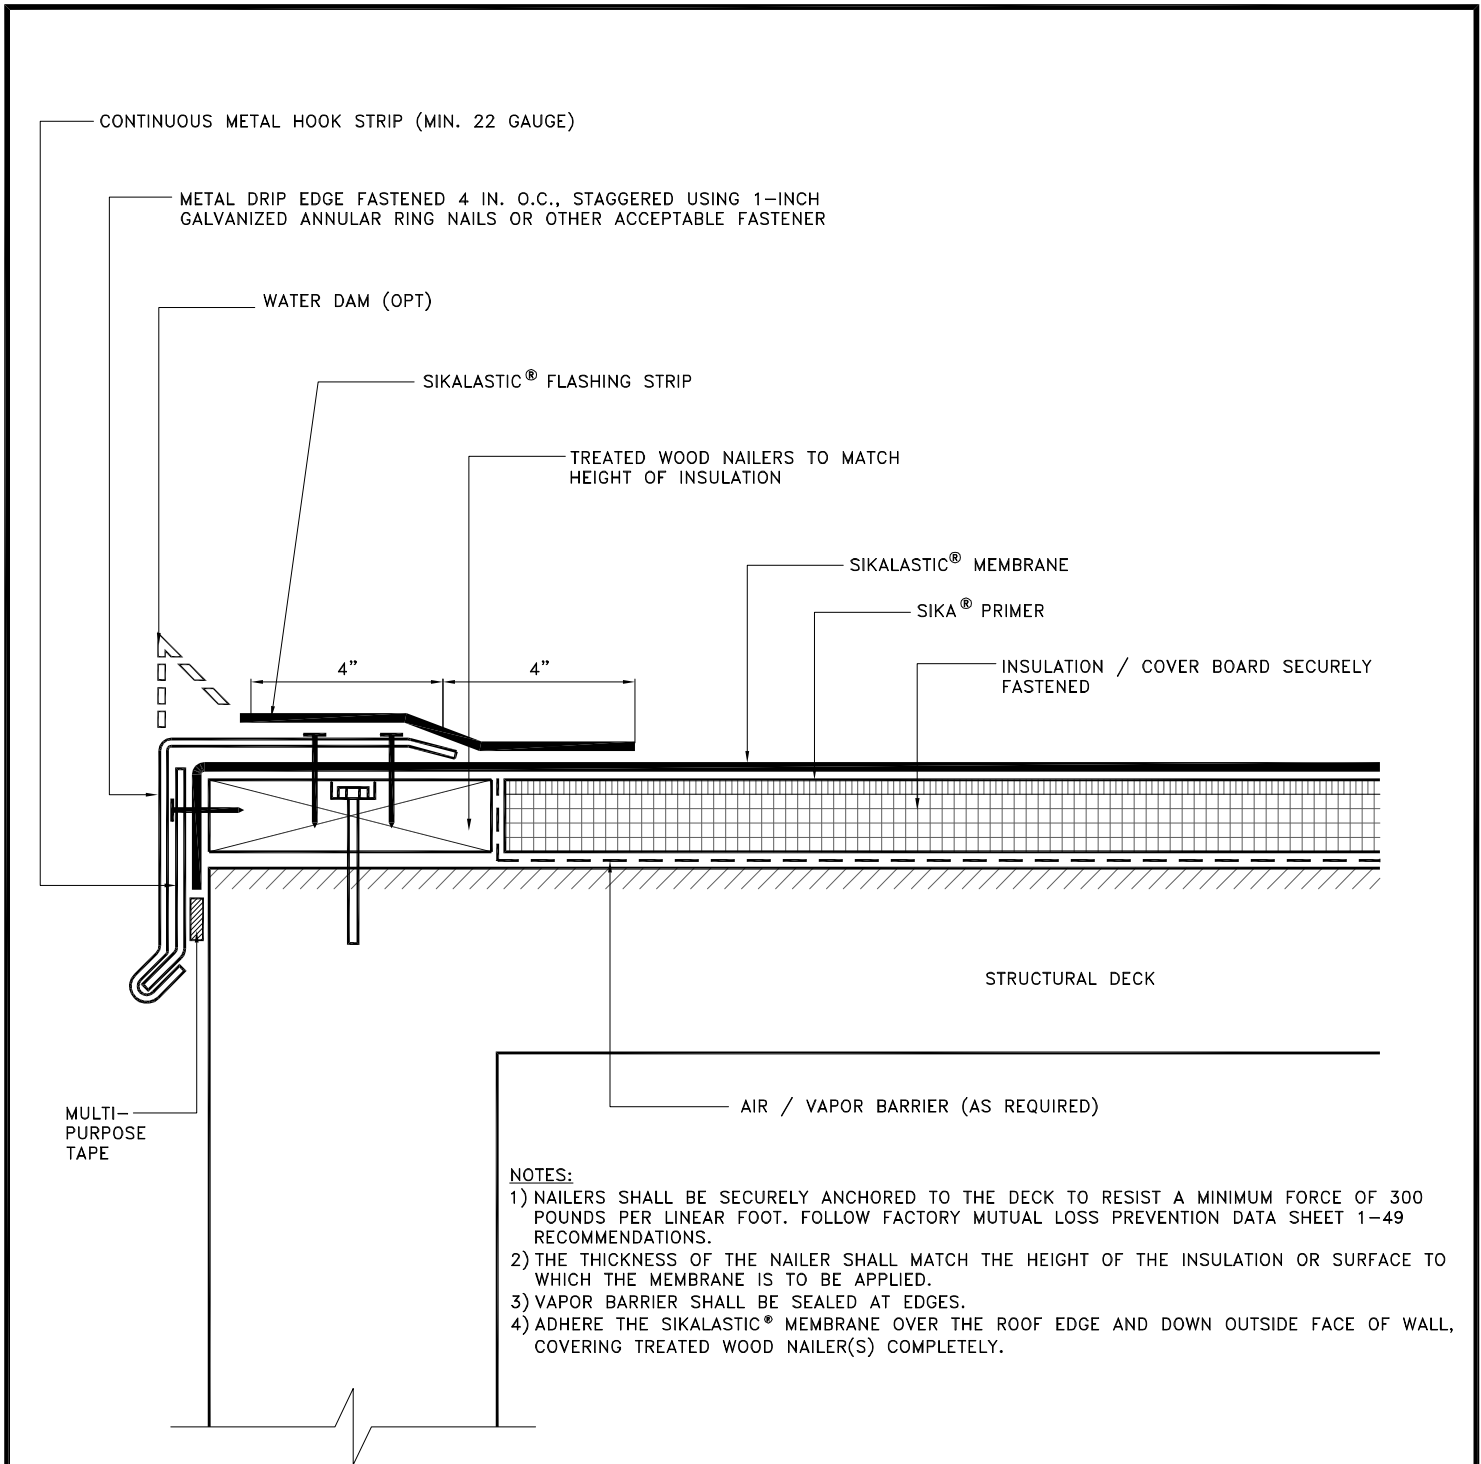 CONTINUOUS METAL HOOK STRIP (MIN. 22 GAUGE)
METAL DRIP EDGE FASTENED 4 IN. O.C., STAGGERED USING 1-INCH
GALVANIZED ANNULAR RING NAILS OR OTHER ACCEPTABLE FASTENER
WATER DAM (OPT)
SIKALASTIC® FLASHING STRIP
TREATED WOOD NAILERS TO MATCH
HEIGHT OF INSULATION
SIKALASTIC® MEMBRANE
SIKA® PRIMER
INSULATION / COVER BOARD SECURELY
FASTENED
4"
4"
STRUCTURAL DECK
AIR / VAPOR BARRIER (AS REQUIRED)
MULTI-
PURPOSE
TAPE
NOTES:
1) NAILERS SHALL BE SECURELY ANCHORED TO THE DECK TO RESIST A MINIMUM FORCE OF 300
POUNDS PER LINEAR FOOT. FOLLOW FACTORY MUTUAL LOSS PREVENTION DATA SHEET 1-49
RECOMMENDATIONS.
2) THE THICKNESS OF THE NAILER SHALL MATCH THE HEIGHT OF THE INSULATION OR SURFACE TO
WHICH THE MEMBRANE IS TO BE APPLIED.
3) VAPOR BARRIER SHALL BE SEALED AT EDGES.
4) ADHERE THE SIKALASTIC® MEMBRANE OVER THE ROOF EDGE AND DOWN OUTSIDE FACE OF WALL,
COVERING TREATED WOOD NAILER(S) COMPLETELY.